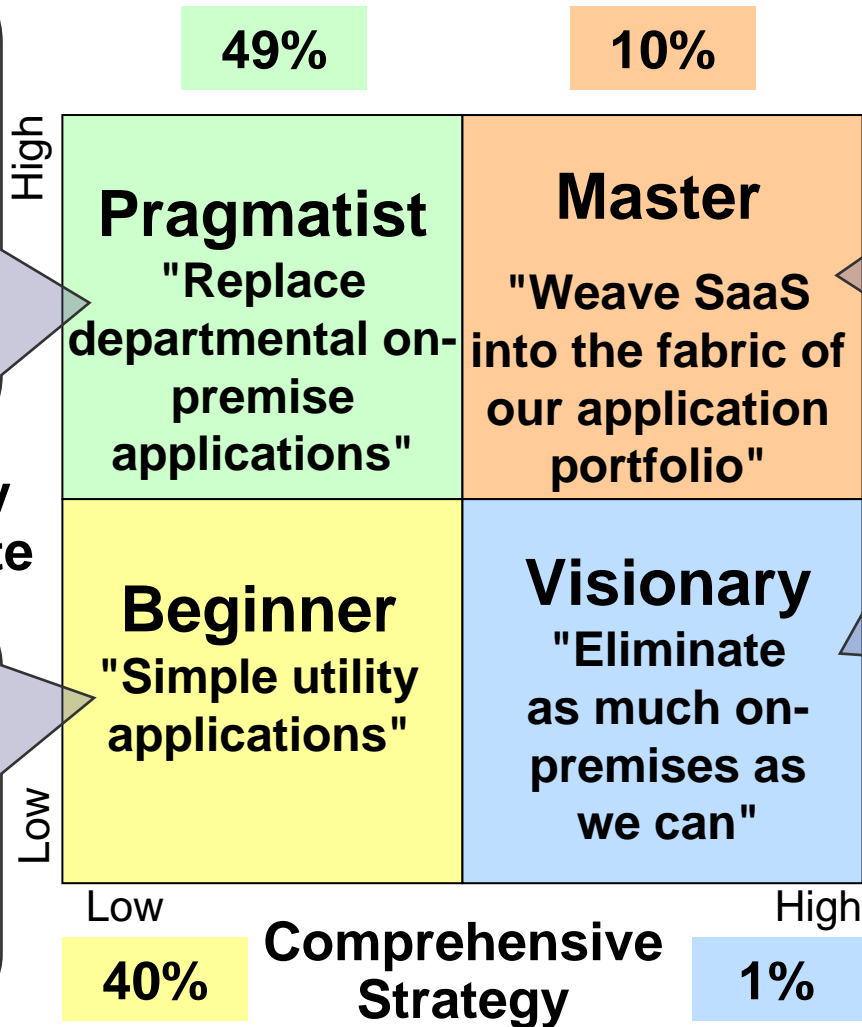 49%
10%
High
Pragmatist
"Replace
departmental on-
premise
applications"
Master
"Weave SaaS
into the fabric of
our application
portfolio"
Beginner
"Simple utility
applications"
Visionary
"Eliminate
as much on-
premises as
we can"
Low
Low
High
Comprehensive
Strategy
40%
1%